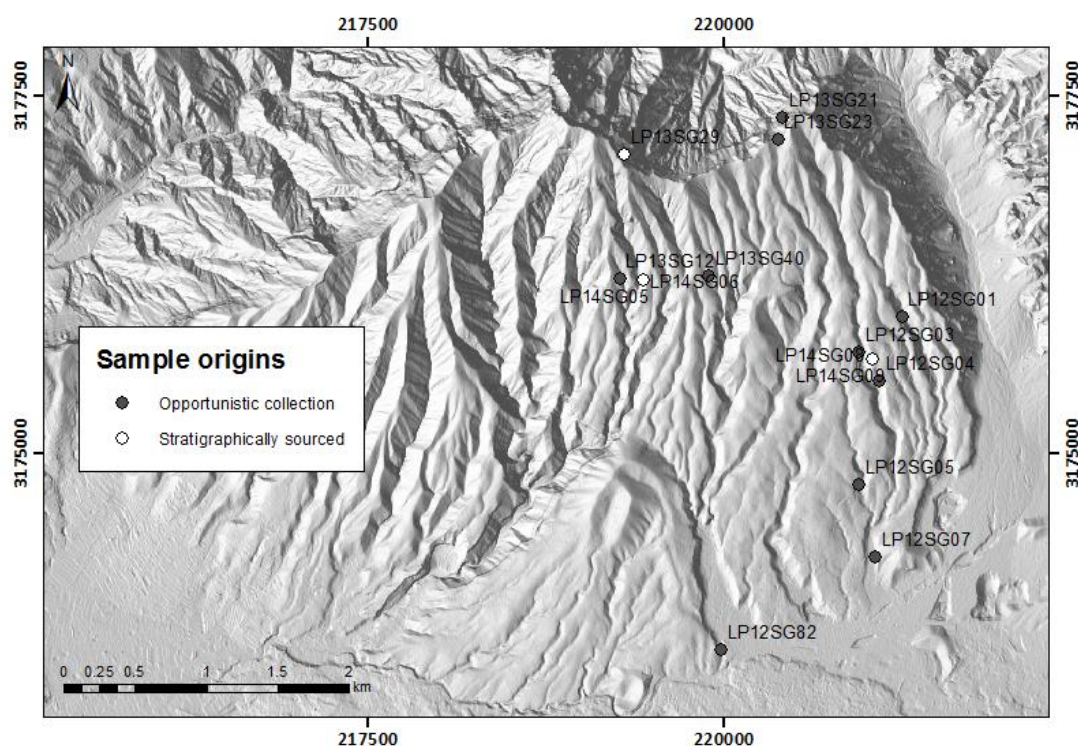 217500 220000
N
3177500 3177500
LP13SG21
LP13SG23
LP13SG29
LP13SG12 LP13SG40
LP14SG05 LP14SG06
LP12SG01
LP12SG03
LP12SG04
LP14SG09
Sample origins
Opportunistic collection
Stratigraphically sourced
3175000 3175000
LP12SG05
LP12SG07
LP12SG82
0 0.25 0.5 1 1.5 2
km
217500 220000